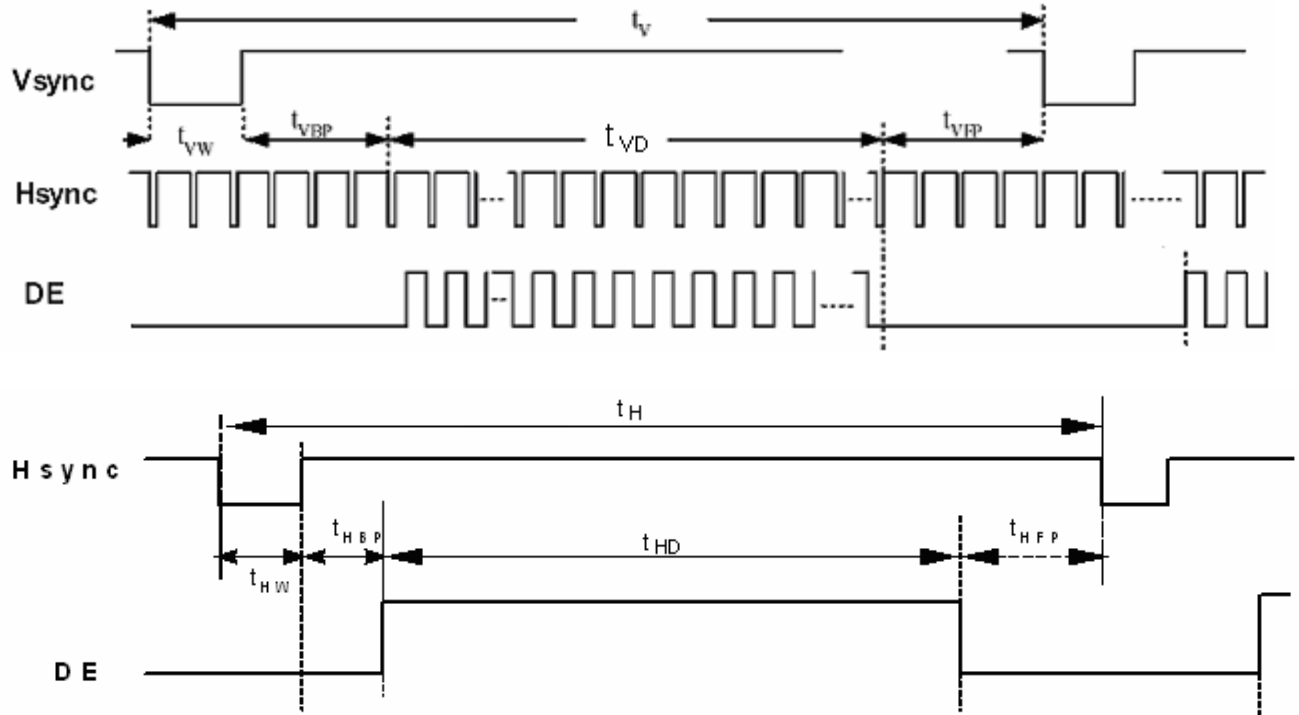 tV
Vsync
tVW
tVBP
tVD
tVFP
Hsync
DE
tH
Hsync
tHBP
tHD
tHFP
tHW
DE